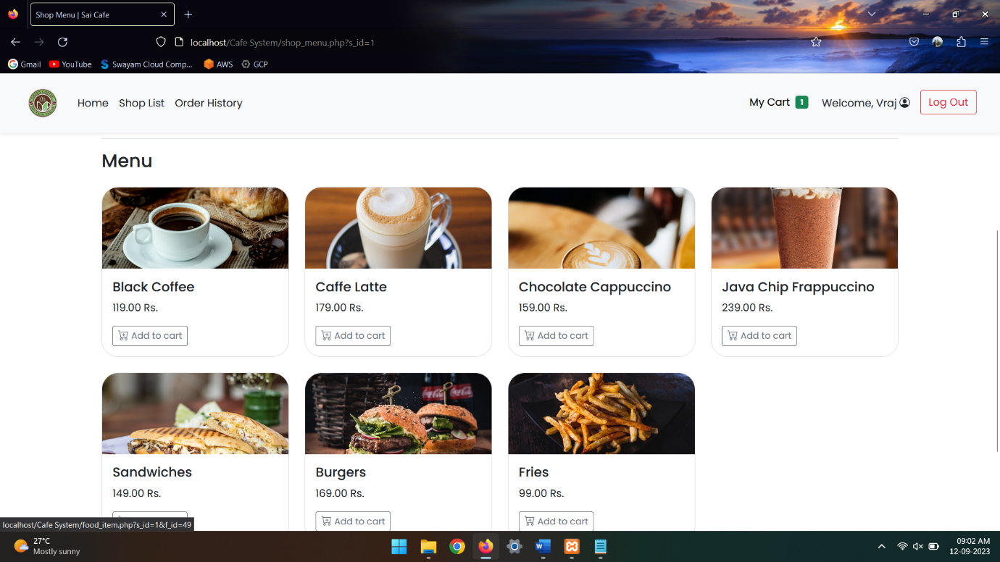 Shop Menu | Sai Cafe
localhost/Cafe System/shop_menu.php?s_id=1
Gmail YouTube Swayam Cloud Comp... AWS GCP
Home Shop List Order History My Cart 1 Welcome, Vraj Log Out
Menu
Black Coffee Caffe Latte Chocolate Cappuccino Java Chip Frappuccino
119.00 Rs. 179.00 Rs. 159.00 Rs. 239.00 Rs.
Add to cart Add to cart Add to cart Add to cart
Coca-Cola
Sandwiches Burgers Fries
149.00 Rs. 169.00 Rs. 99.00 Rs.
Add to cart Add to cart
localhost/Cafe System/food_item.php?s_id=1&f_id=49
27°C 09:02 AM
Mostly sunny 12-09-2023